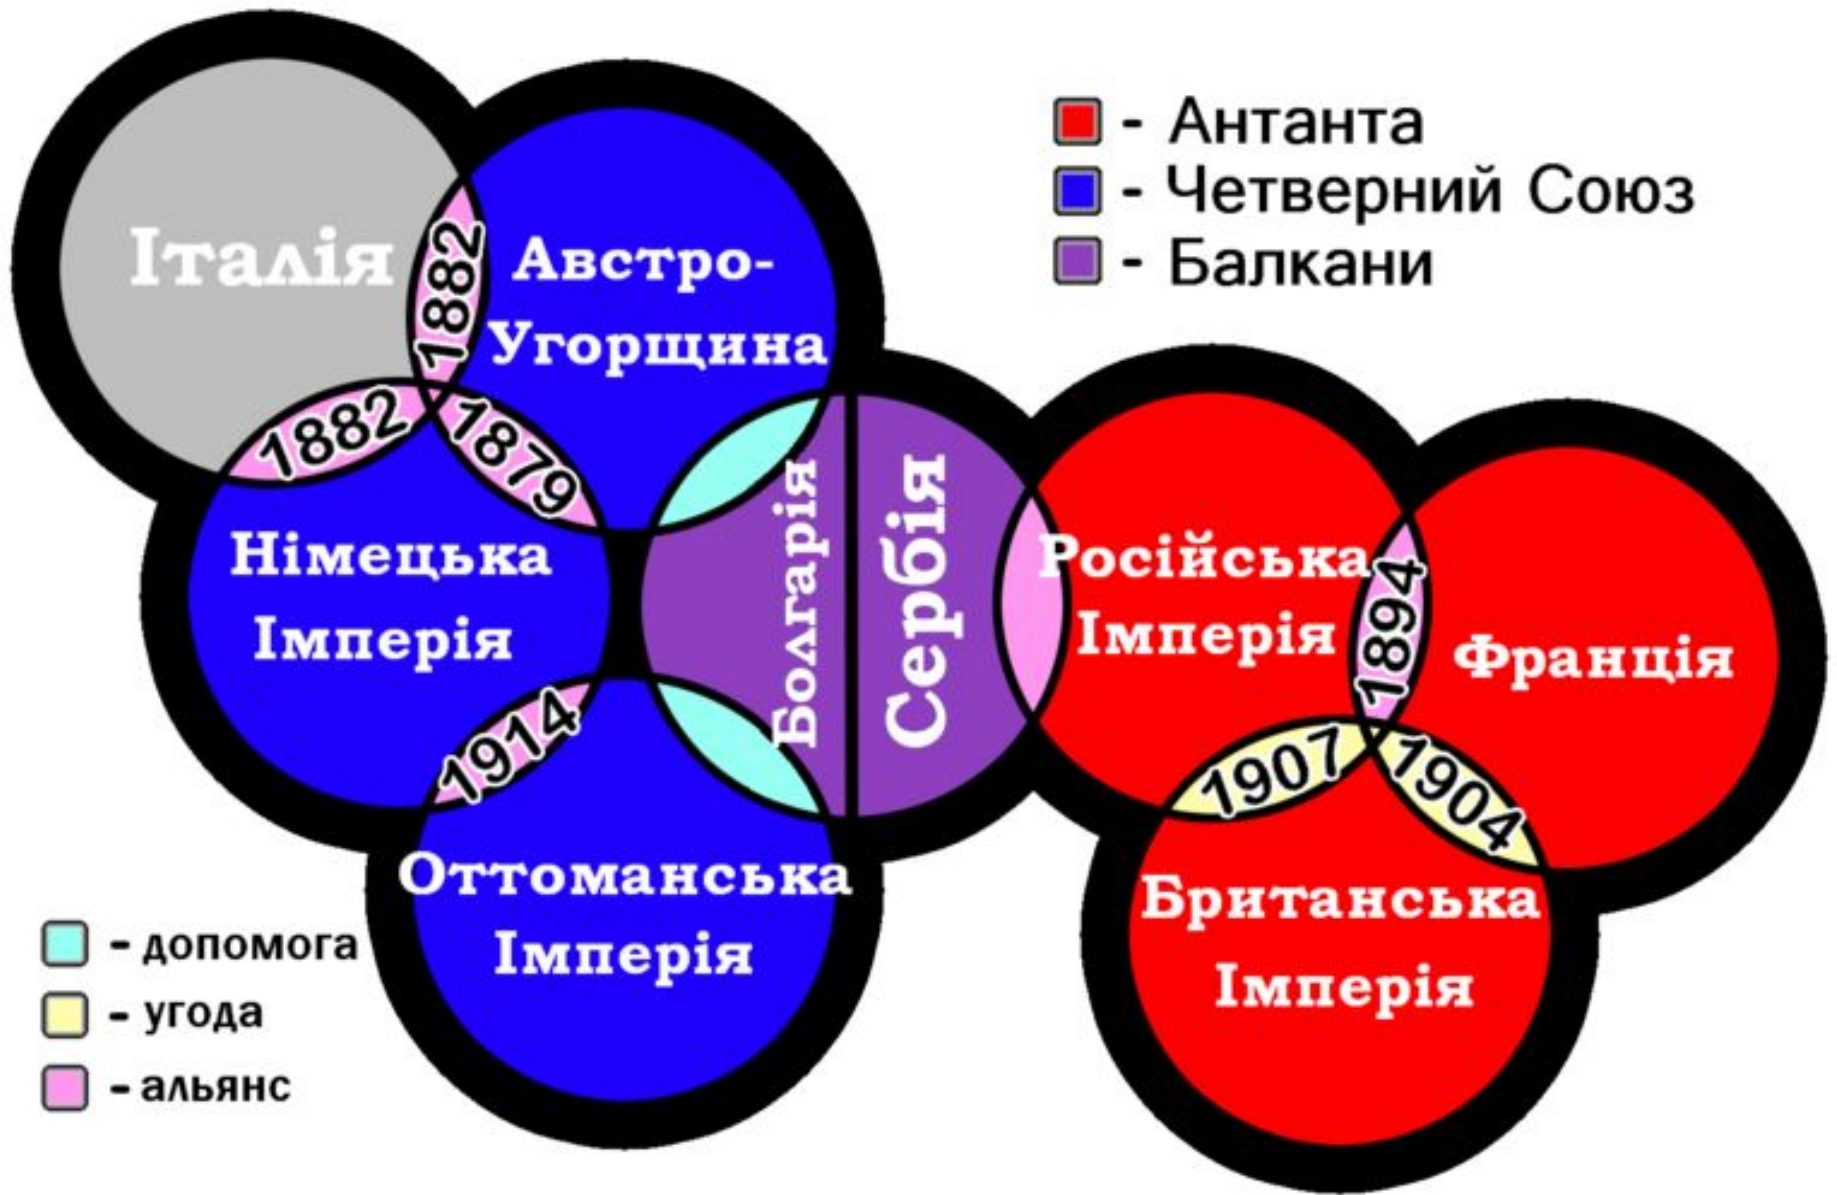 Італія
1882
Австро-
Угорщина
- Антанта
- Четверний Союз
- Балкани
1882
1879
Німецька
Імперія
Болгарія
Сербія
Російська
Імперія
1894
Франція
1914
1907
1904
Оттоманська
Імперія
Британська
Імперія
- допомога
- угода
- альянс